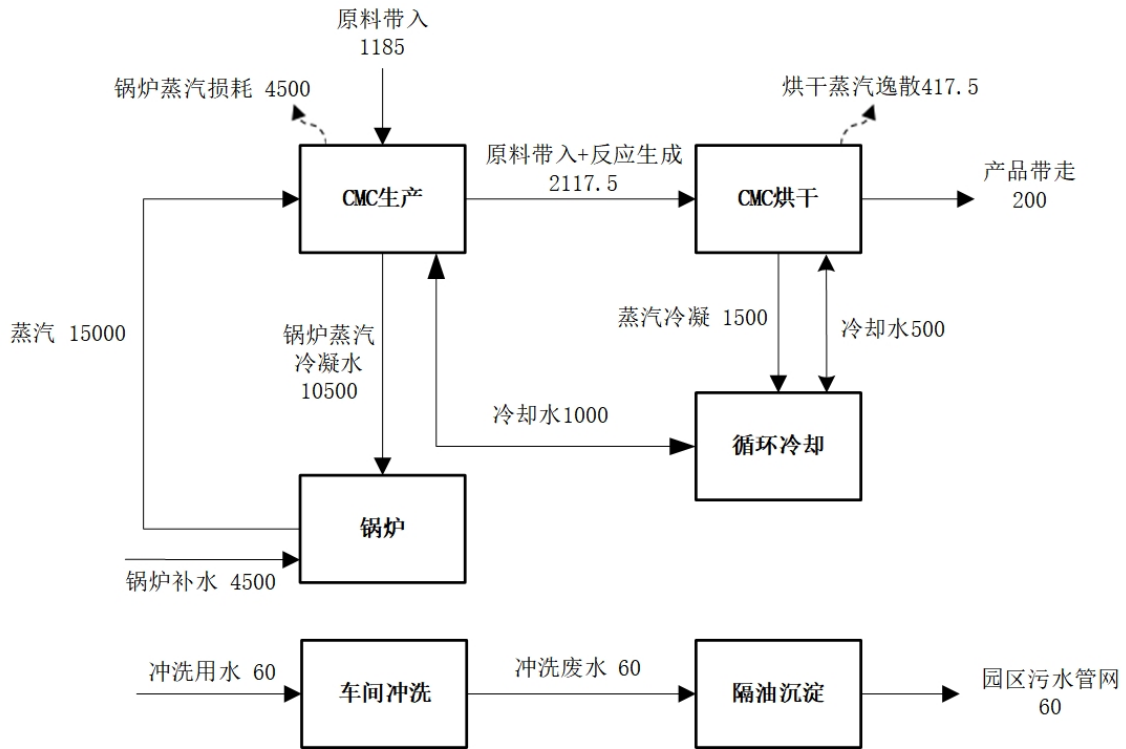 原料带入
1185
锅炉蒸汽损耗 4500
烘干蒸汽逸散417.5
CMC生产
原料带入+反应生成
2117.5
CMC烘干
产品带走
200
蒸汽 15000
锅炉蒸汽
冷凝水
10500
蒸汽冷凝 1500
冷却水500
冷却水1000
循环冷却
锅炉
锅炉补水 4500
冲洗用水 60
车间冲洗
冲洗废水 60
隔油沉淀
园区污水管网
60